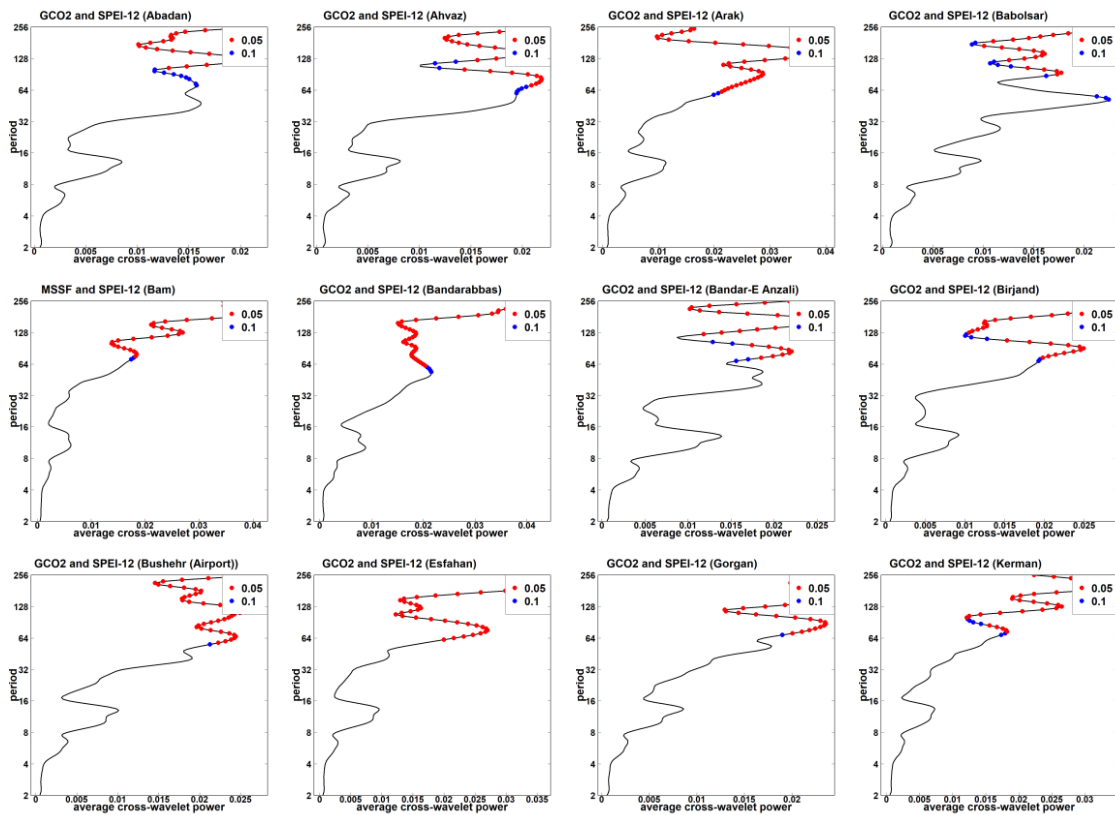 GCO2 and SPEI-12 (Abadan)
256
128
64
32
16
8
4
2
period
0.05
0.1
0 0.005 0.01 0.015 0.02
average cross-wavelet power
GCO2 and SPEI-12 (Ahvaz)
256
128
64
32
16
8
4
2
period
0.05
0.1
0 0.005 0.01 0.015 0.02
average cross-wavelet power
GCO2 and SPEI-12 (Arak)
256
128
64
32
16
8
4
2
period
0.05
0.1
0 0.01 0.02 0.03 0.04
average cross-wavelet power
GCO2 and SPEI-12 (Babolsar)
256
128
64
32
16
8
4
2
period
0.05
0.1
0 0.005 0.01 0.015 0.02
average cross-wavelet power
MSSF and SPEI-12 (Bam)
256
128
64
32
16
8
4
2
period
0.05
0.1
0 0.01 0.02 0.03 0.04
average cross-wavelet power
GCO2 and SPEI-12 (Bandarabbas)
256
128
64
32
16
8
4
2
period
0.05
0.1
0 0.01 0.02 0.03 0.04
average cross-wavelet power
GCO2 and SPEI-12 (Bandar-E Anzali)
256
128
64
32
16
8
4
2
period
0.05
0.1
0 0.005 0.01 0.015 0.02 0.025
average cross-wavelet power
GCO2 and SPEI-12 (Birjand)
256
128
64
32
16
8
4
2
period
0.05
0.1
0 0.005 0.01 0.015 0.02 0.025
average cross-wavelet power
GCO2 and SPEI-12 (Bushehr (Airport))
256
128
64
32
16
8
4
2
period
0.05
0.1
0 0.005 0.01 0.015 0.02 0.025
average cross-wavelet power
GCO2 and SPEI-12 (Esfahan)
256
128
64
32
16
8
4
2
period
0.05
0.1
0 0.005 0.01 0.015 0.02 0.025 0.03 0.035
average cross-wavelet power
GCO2 and SPEI-12 (Gorgan)
256
128
64
32
16
8
4
2
period
0.05
0.1
0 0.005 0.01 0.015 0.02
average cross-wavelet power
GCO2 and SPEI-12 (Kerman)
256
128
64
32
16
8
4
2
period
0.05
0.1
0 0.005 0.01 0.015 0.02 0.025 0.03
average cross-wavelet power